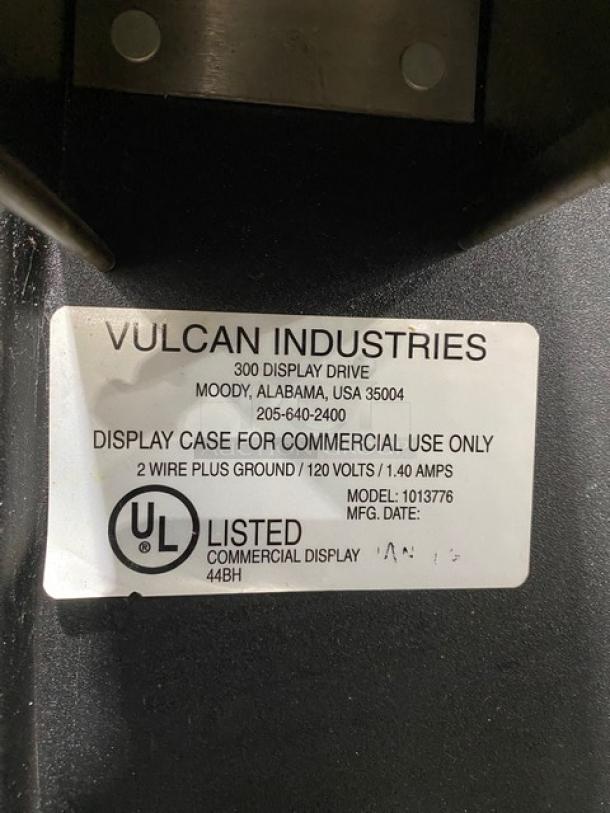 VULCAN INDUSTRIES
300 DISPLAY DRIVE
MOODY, ALABAMA, USA 35004
205-640-2400
DISPLAY CASE FOR COMMERCIAL USE ONLY
2 WIRE PLUS GROUND / 120 VOLTS / 1.40 AMPS
MODEL: 1013776
MFG. DATE:
UL
®
LISTED
COMMERCIAL DISPLAY
44BH